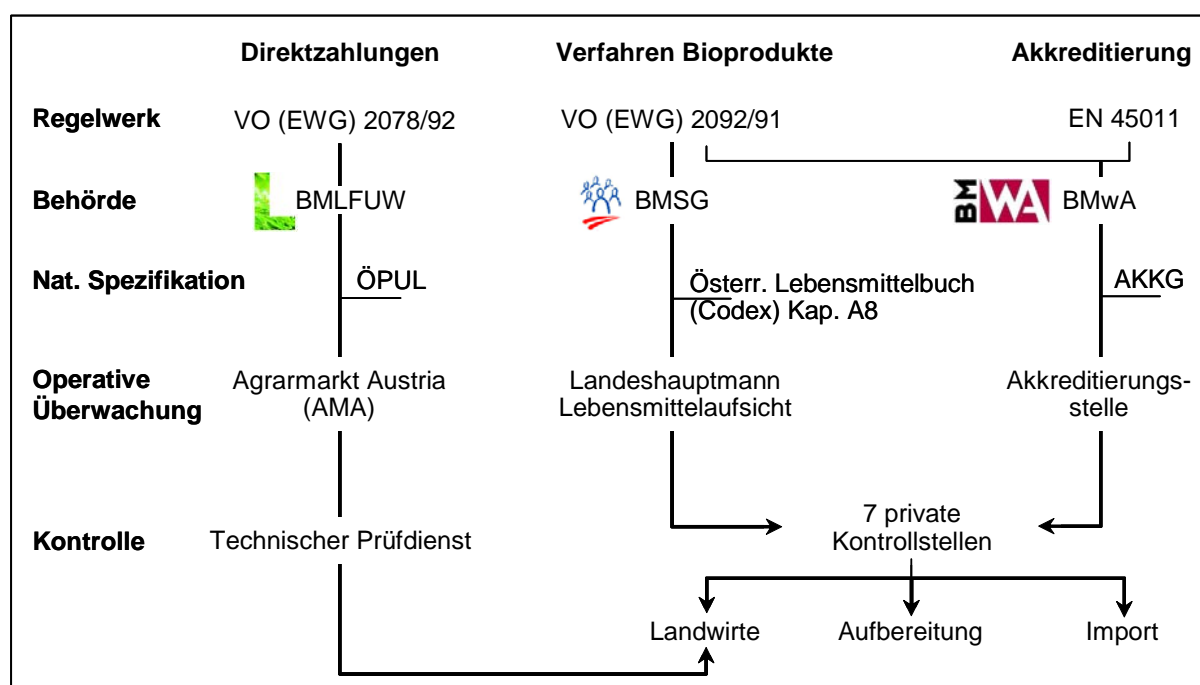 Direktzahlungen Verfahren Bioprodukte Akkreditierung
Regelwerk VO (EWG) 2078/92 VO (EWG) 2092/91 EN 45011
Behörde L BMLFUW BMSG BM WA BMwA
Nat. Spezifikation ÖPUL Österr. Lebensmittelbuch AKKG
(Codex) Kap. A8
Operative Agrarmarkt Austria Landeshauptmann Akkreditierungs-
Überwachung (AMA) Lebensmittelaufsicht stelle
7 private
Kontrolle Technischer Prüfdienst Kontrollstellen
Landwirte Aufbereitung Import